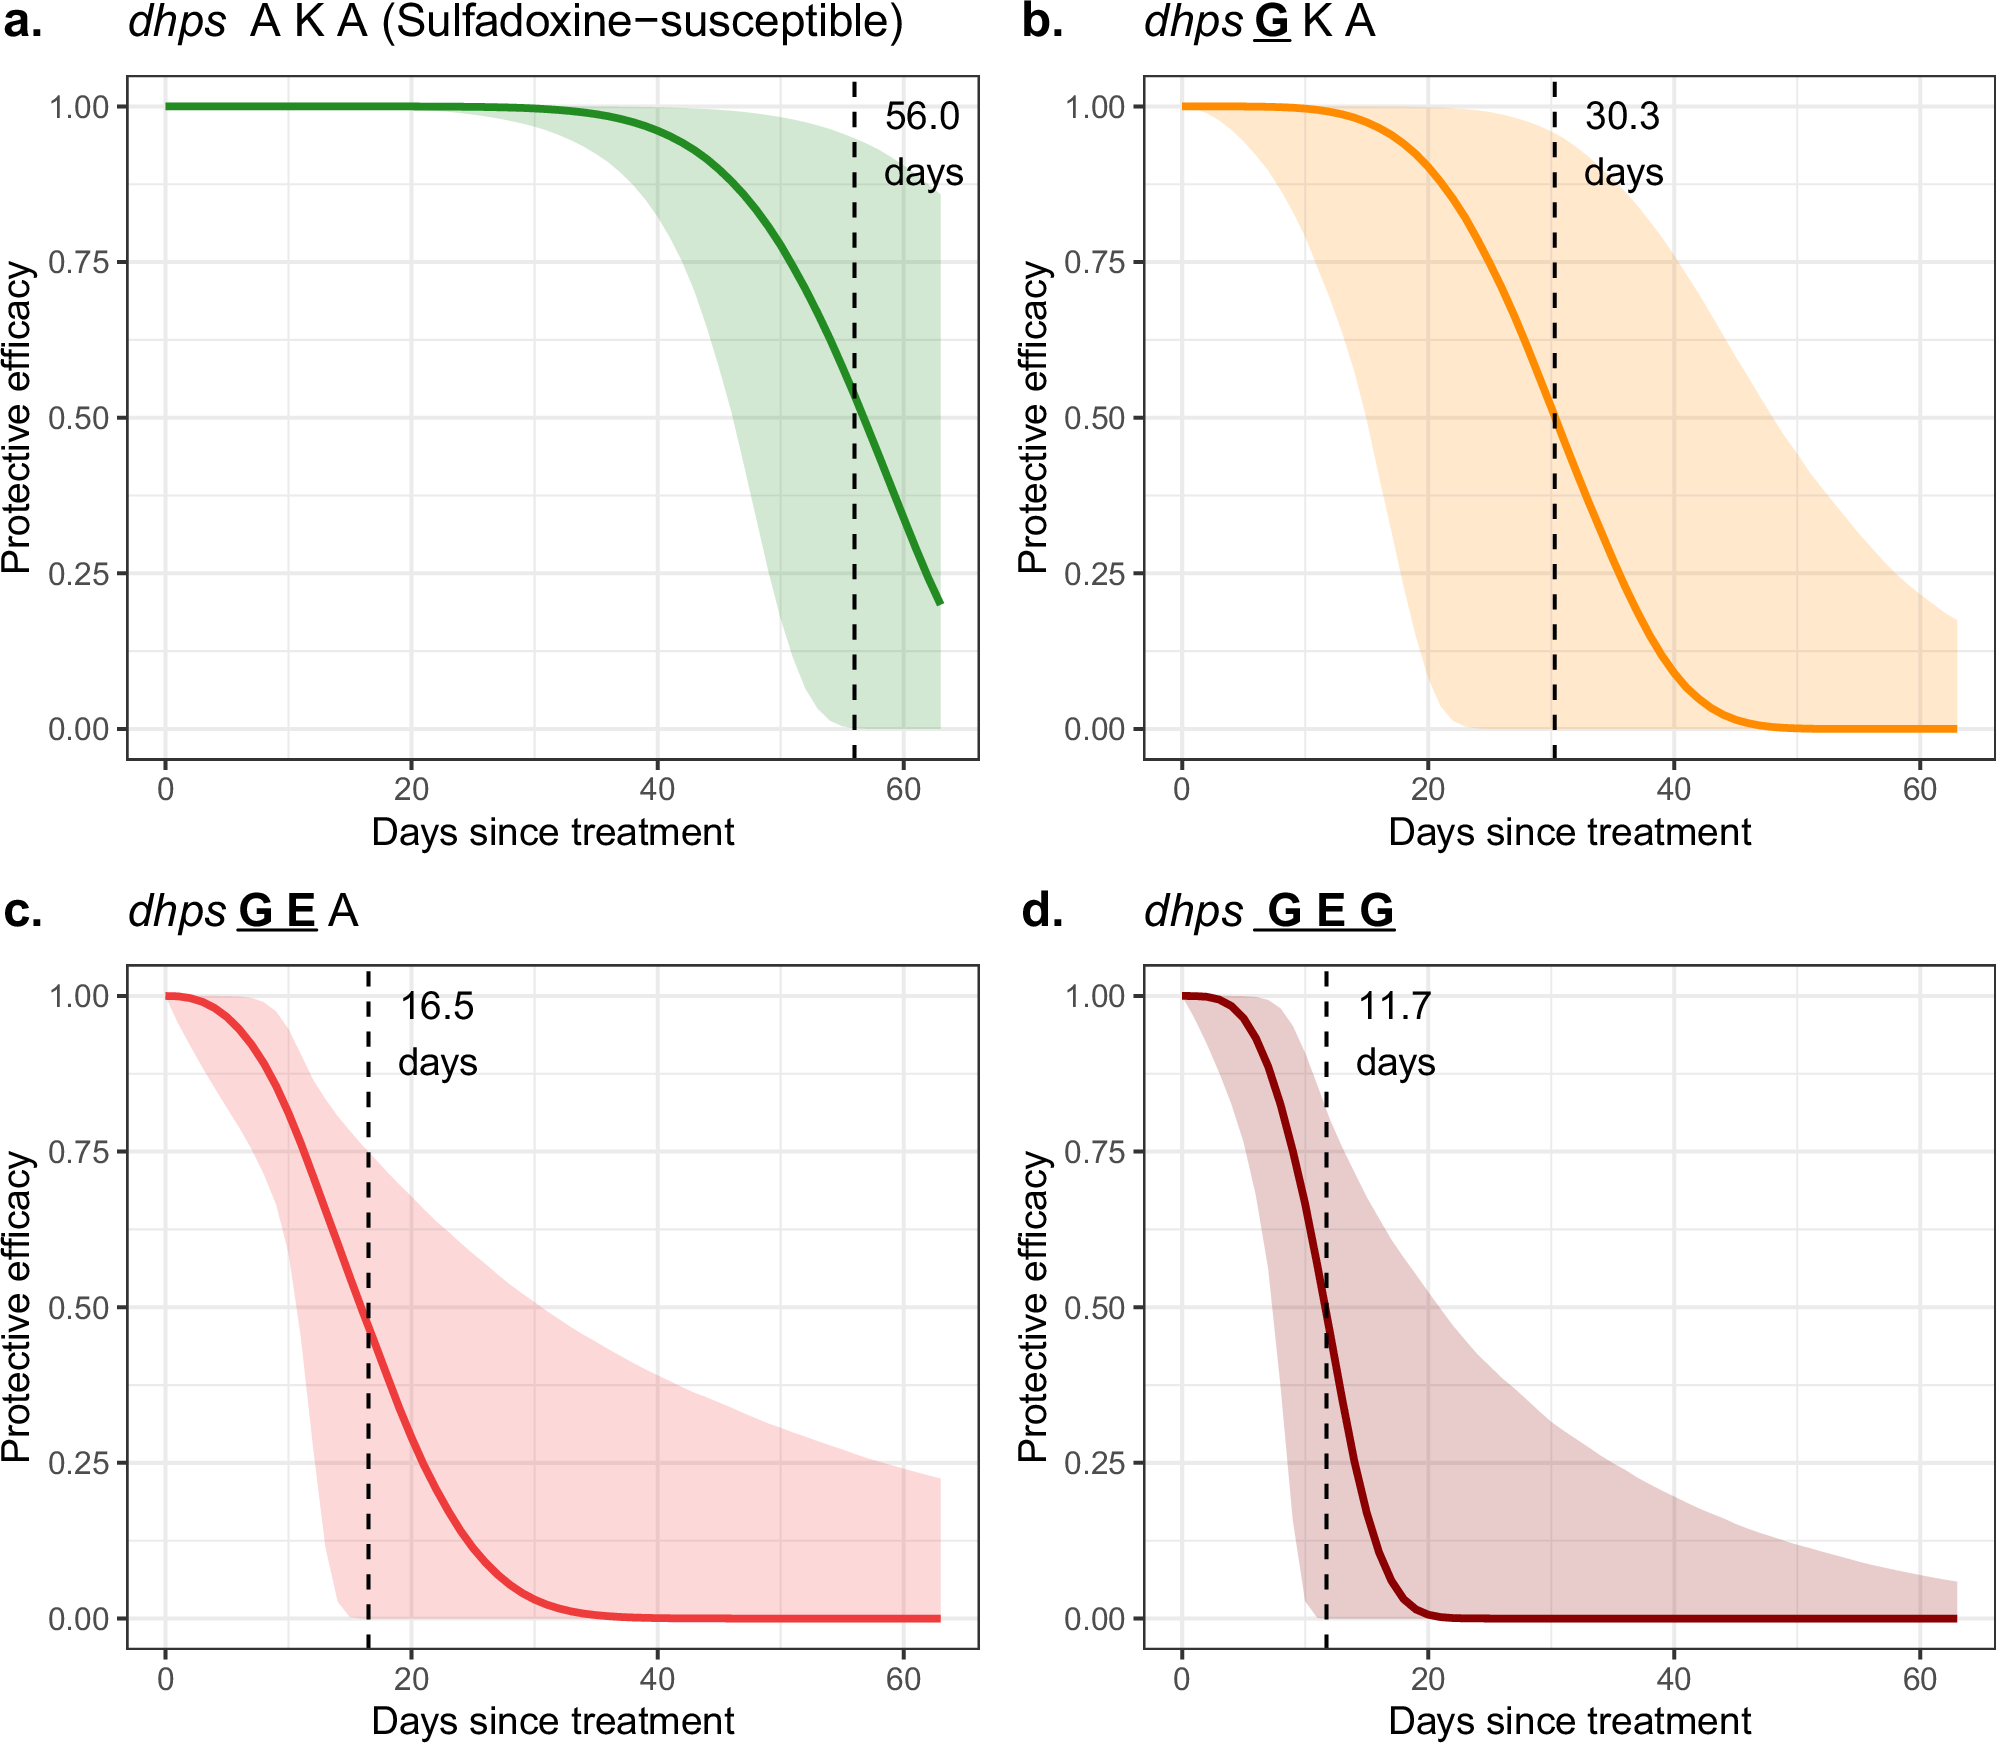 a. dhps A K A (Sulfadoxine−susceptible)
1.00
0.75
0.50
0.25
0.00
Protective efficacy
56.0
days
0 20 40 60
Days since treatment
b. dhps G K A
1.00
0.75
0.50
0.25
0.00
Protective efficacy
30.3
days
0 20 40 60
Days since treatment
c. dhps G E A
1.00
0.75
0.50
0.25
0.00
Protective efficacy
16.5
days
0 20 40 60
Days since treatment
d. dhps G E G
1.00
0.75
0.50
0.25
0.00
Protective efficacy
11.7
days
0 20 40 60
Days since treatment